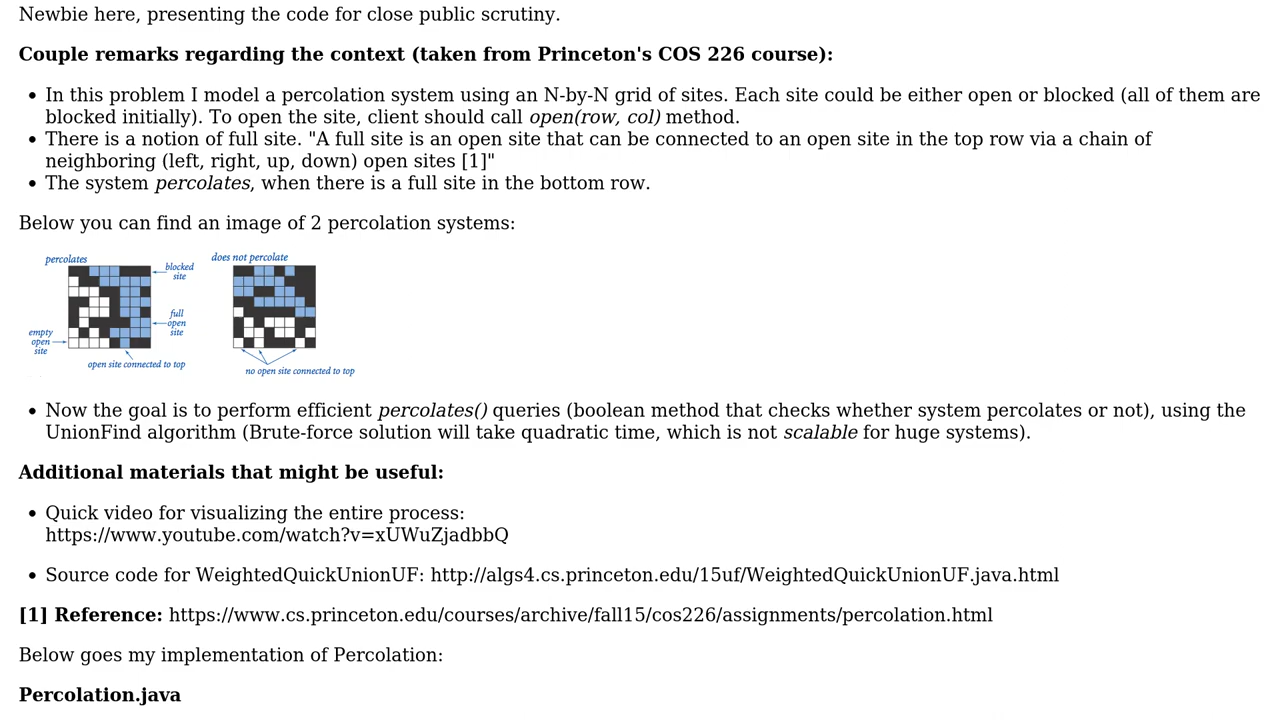 Newbie here, presenting the code for close public scrutiny.
Couple remarks regarding the context (taken from Princeton's COS 226 course):
• In this problem I model a percolation system using an N-by-N grid of sites. Each site could be either open or blocked (all of them are
blocked initially). To open the site, client should call open(row, col) method.
• There is a notion of full site. "A full site is an open site that can be connected to an open site in the top row via a chain of
neighboring (left, right, up, down) open sites [1]"
• The system percolates, when there is a full site in the bottom row.
Below you can find an image of 2 percolation systems:
percolates
blocked
site
full
open
site
empty
open
site
open site connected to top
does not percolate
no open site connected to top
• Now the goal is to perform efficient percolates() queries (boolean method that checks whether system percolates or not), using the
UnionFind algorithm (Brute-force solution will take quadratic time, which is not scalable for huge systems).
Additional materials that might be useful:
• Quick video for visualizing the entire process:
https://www.youtube.com/watch?v=xUWuZjadbbQ
• Source code for WeightedQuickUnionUF: http://algs4.cs.princeton.edu/15uf/WeightedQuickUnionUF.java.html
[1] Reference: https://www.cs.princeton.edu/courses/archive/fall15/cos226/assignments/percolation.html
Below goes my implementation of Percolation:
Percolation.java